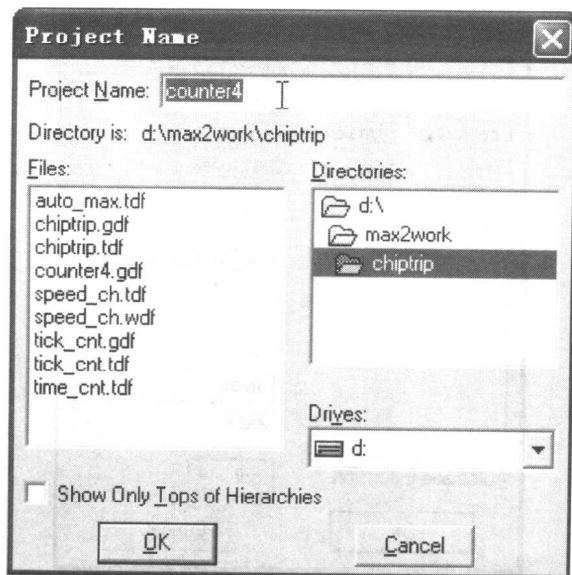 Project Name
Project Name: counter4
Directory is: d:\max2work\chiptrip
Files:
auto_max.tdf
chiptrip.gdf
chiptrip.tdf
counter4.gdf
speed_ch.tdf
speed_ch.wdf
tick_cnt.gdf
tick_cnt.tdf
time_cnt.tdf
Directories:
d:\
max2work
chiptrip
Drives:
d:
Show Only Tops of Hierarchies
OK
Cancel